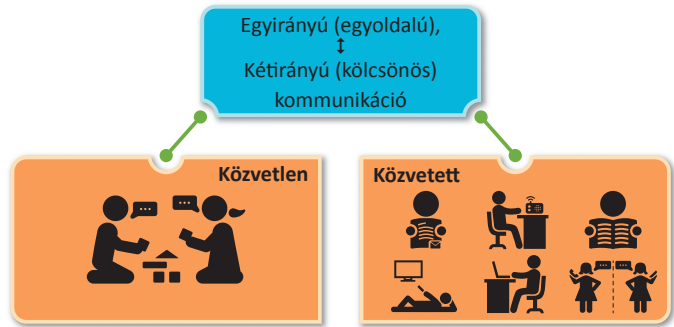 Egyirányú (egyoldalú),
↕
Kétirányú (kölcsönös)
kommunikáció
Közvetlen
Közvetett